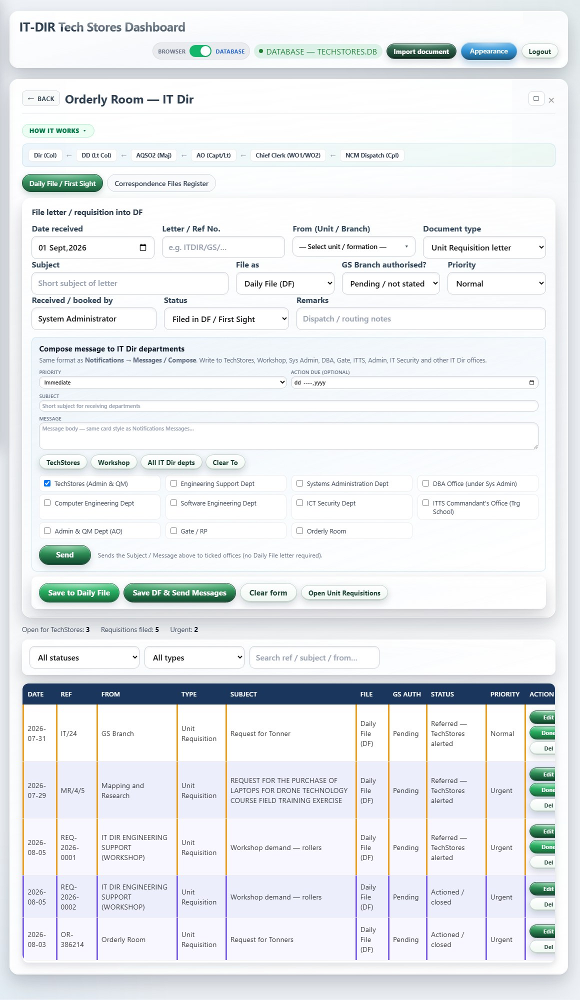 IT-DIR Tech Stores Dashboard
BROWSER DATABASE DATABASE — TECHSTORES.DB Import document Appearance Logout
← BACK Orderly Room — IT Dir ×
HOW IT WORKS
Dir (Col) ← DD (Lt Col) ← AQSO2 (Maj) ← AO (Capt/Lt) ← Chief Clerk (WO1/WO2) ← NCM Dispatch (Cpl)
Daily File / First Sight Correspondence Files Register
File letter / requisition into DF
Date received Letter / Ref No. From (Unit / Branch) Document type
01 Sept,2026 e.g. ITDIR/GS/... — Select unit / formation — Unit Requisition letter
Subject File as GS Branch authorised? Priority
Short subject of letter Daily File (DF) Pending / not stated Normal
Received / booked by Status Remarks
System Administrator Filed in DF / First Sight Dispatch / routing notes
Compose message to IT Dir departments
Same format as Notifications → Messages / Compose. Write to TechStores, Workshop, Sys Admin, DBA, Gate, ITTS, Admin, IT Security and other IT Dir offices.
PRIORITY ACTION DUE (OPTIONAL)
Immediate dd ----,yyyy
SUBJECT
Short subject for receiving departments
MESSAGE
Message body — same card style as Notifications Messages...
TechStores Workshop All IT Dir depts Clear To
TechStores (Admin & QM) Engineering Support Dept Systems Administration Dept DBA Office (under Sys Admin)
Computer Engineering Dept Software Engineering Dept ICT Security Dept ITTS Commandant's Office (Trg
School)
Admin & QM Dept (AO) Gate / RP Orderly Room
Send Sends the Subject / Message above to ticked offices (no Daily File letter required).
Save to Daily File Save DF & Send Messages Clear form Open Unit Requisitions
Open for TechStores: 3 Requisitions filed: 5 Urgent: 2
All statuses All types Search ref / subject / from...
DATE REF FROM TYPE SUBJECT FILE GS AUTH STATUS PRIORITY ACTION
2026-
07-31 IT/24 GS Branch Unit
Requisition Request for Tonner Daily
File
(DF) Pending Referred —
TechStores
alerted Normal Edit
Done
Del
2026-
07-29 MR/4/5 Mapping and
Research Unit
Requisition REQUEST FOR THE PURCHASE OF
LAPTOPS FOR DRONE TECHNOLOGY
COURSE FIELD TRAINING EXERCISE Daily
File
(DF) Pending Referred —
TechStores
alerted Urgent Edit
Done
Del
2026-
08-05 REQ-
2026-
0001 IT DIR ENGINEERING
SUPPORT
(WORKSHOP) Unit
Requisition Workshop demand — rollers Daily
File
(DF) Pending Referred —
TechStores
alerted Urgent Edit
Done
Del
2026-
08-05 REQ-
2026-
0002 IT DIR ENGINEERING
SUPPORT
(WORKSHOP) Unit
Requisition Workshop demand — rollers Daily
File
(DF) Pending Actioned /
closed Urgent Edit
Del
2026-
08-03 OR-
386214 Orderly Room Unit
Requisition Request for Tonners Daily
File
(DF) Pending Actioned /
closed Urgent Edit
Del